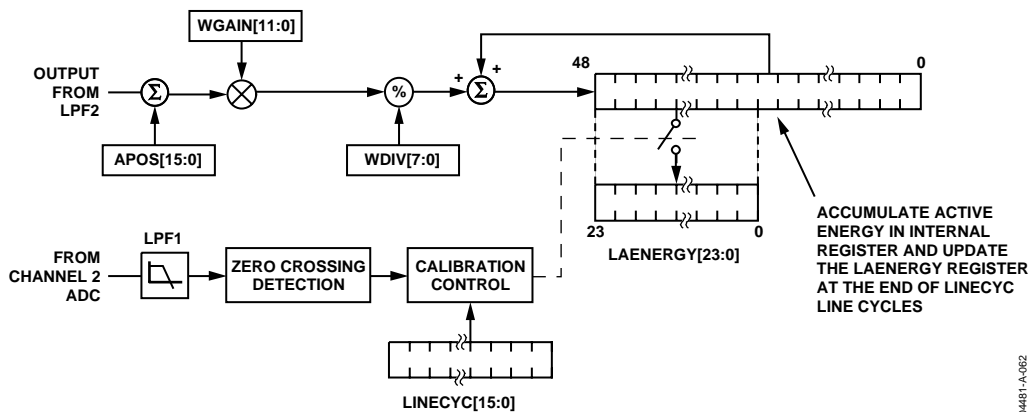 WGAIN[11:0]
OUTPUT
FROM
LPF2
Σ
%
+
+
Σ
48
0
APOS[15:0]
WDIV[7:0]
23
0
LAENERGY[23:0]
ACCUMULATE ACTIVE
ENERGY IN INTERNAL
REGISTER AND UPDATE
THE LAENERGY REGISTER
AT THE END OF LINECYC
LINE CYCLES
FROM
CHANNEL 2
ADC
LPF1
ZERO CROSSING
DETECTION
CALIBRATION
CONTROL
LINECYC[15:0]
04481-A-062